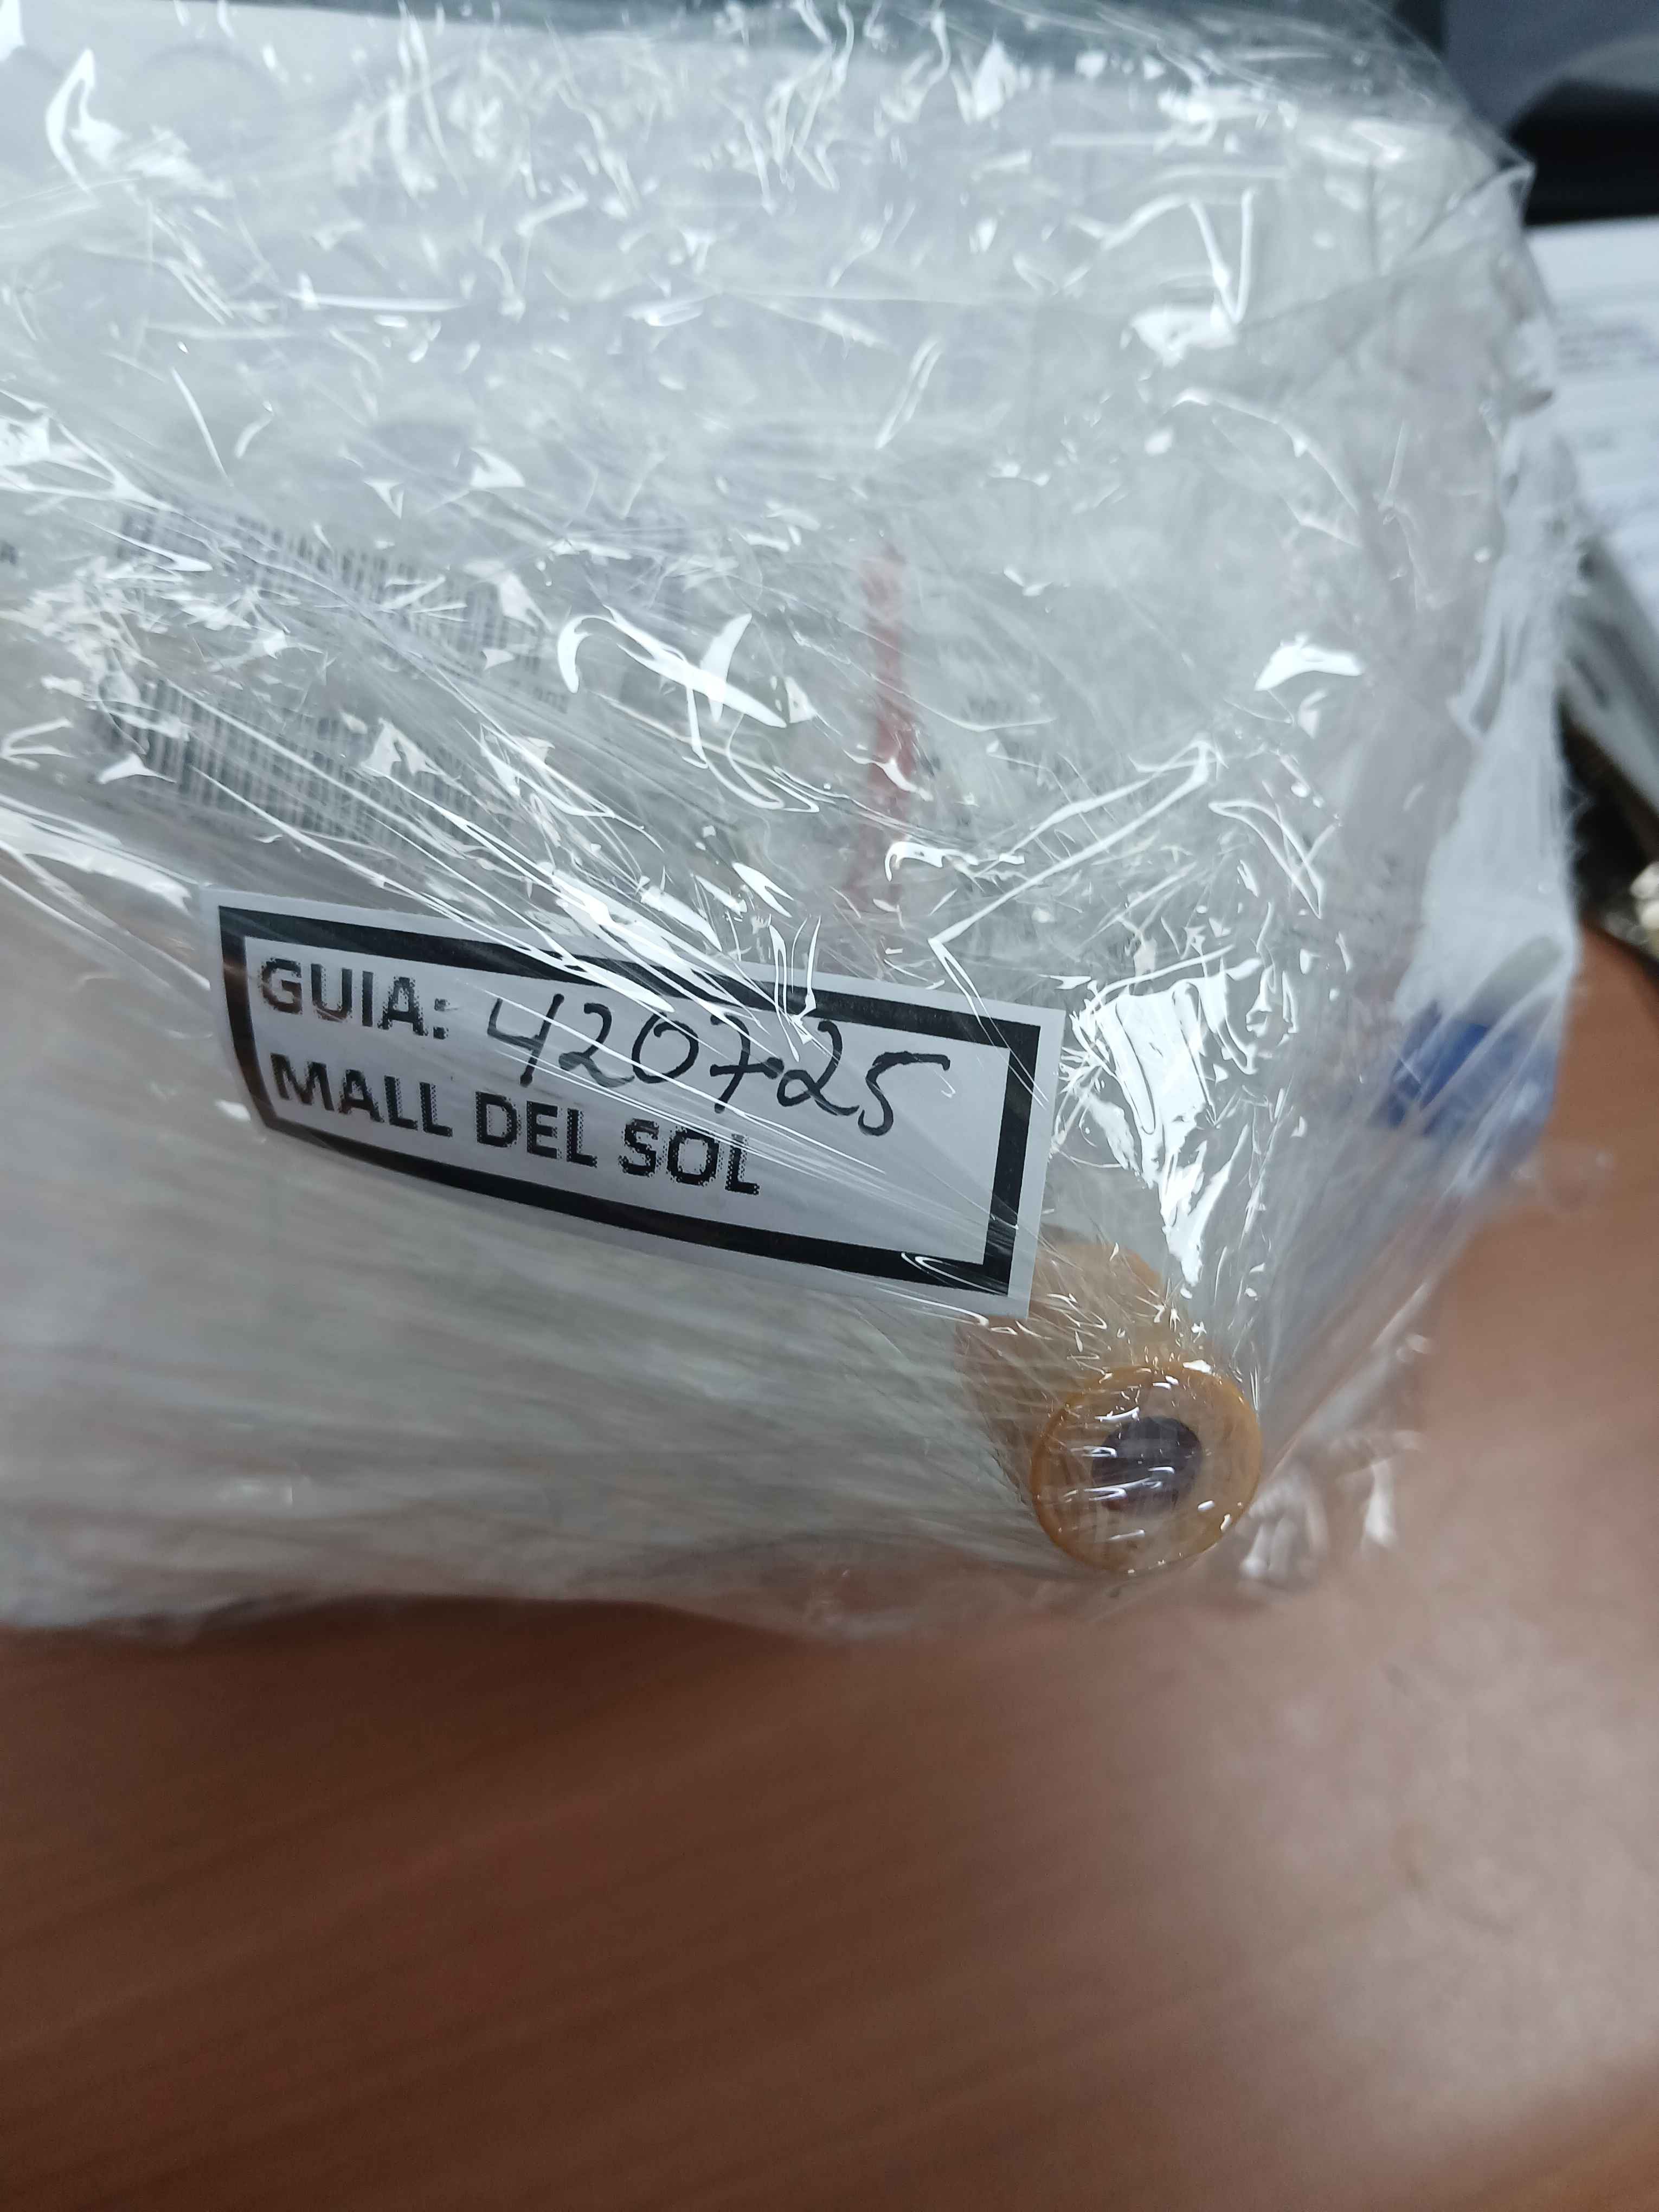 GUIA: 420725
MALL DEL SOL